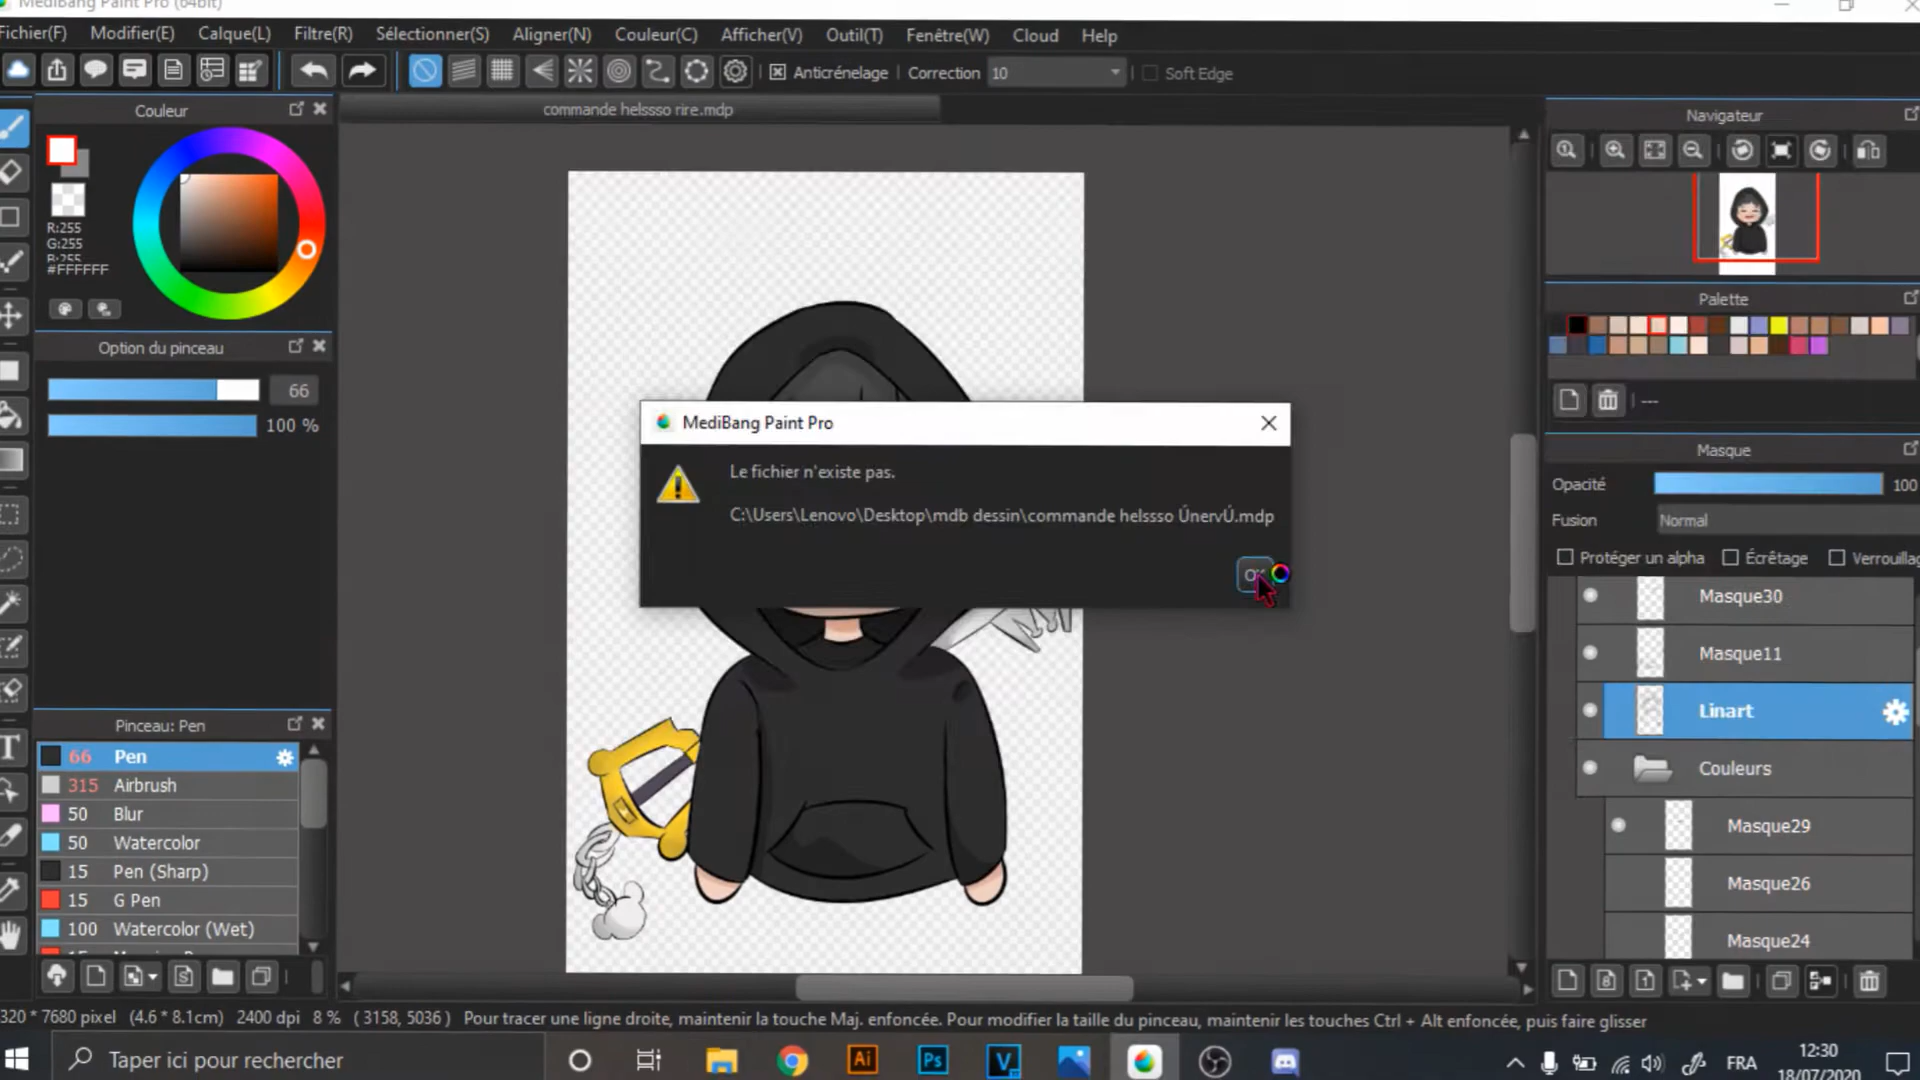 MediBang Paint Pro (64bit)
Fichier(F) Modifier(E) Calque(L) Filtre(R) Sélectionner(S) Aligner(N) Couleur(C) Afficher(V) Outil(T) Fenêtre(W) Cloud Help
Anticrénelage Correction 10 Soft Edge
Couleur
commande helssso rire.mdp
Navigateur
R:255
G:255
B:255
#FFFFFF
Palette
---
Option du pinceau
66
100 %
MediBang Paint Pro
Le fichier n'existe pas.
C:\Users\Lenovo\Desktop\mdb dessin\commande helssso ÚnervÚ.mdp
OK
Masque
Opacité 100
Fusion Normal
Protéger un alpha Écrêtage Verrouillag
Masque30
Masque11
Linart
Couleurs
Masque29
Masque26
Masque24
Pinceau: Pen
66 Pen
315 Airbrush
50 Blur
50 Watercolor
15 Pen (Sharp)
15 G Pen
100 Watercolor (Wet)
320 * 7680 pixel (4.6 * 8.1cm) 2400 dpi 8 % ( 3158, 5036 ) Pour tracer une ligne droite, maintenir la touche Maj. enfoncée. Pour modifier la taille du pinceau, maintenir les touches Ctrl + Alt enfoncée, puis faire glisser
Taper ici pour rechercher
Ai Ps V
FRA
12:30
18/07/2020